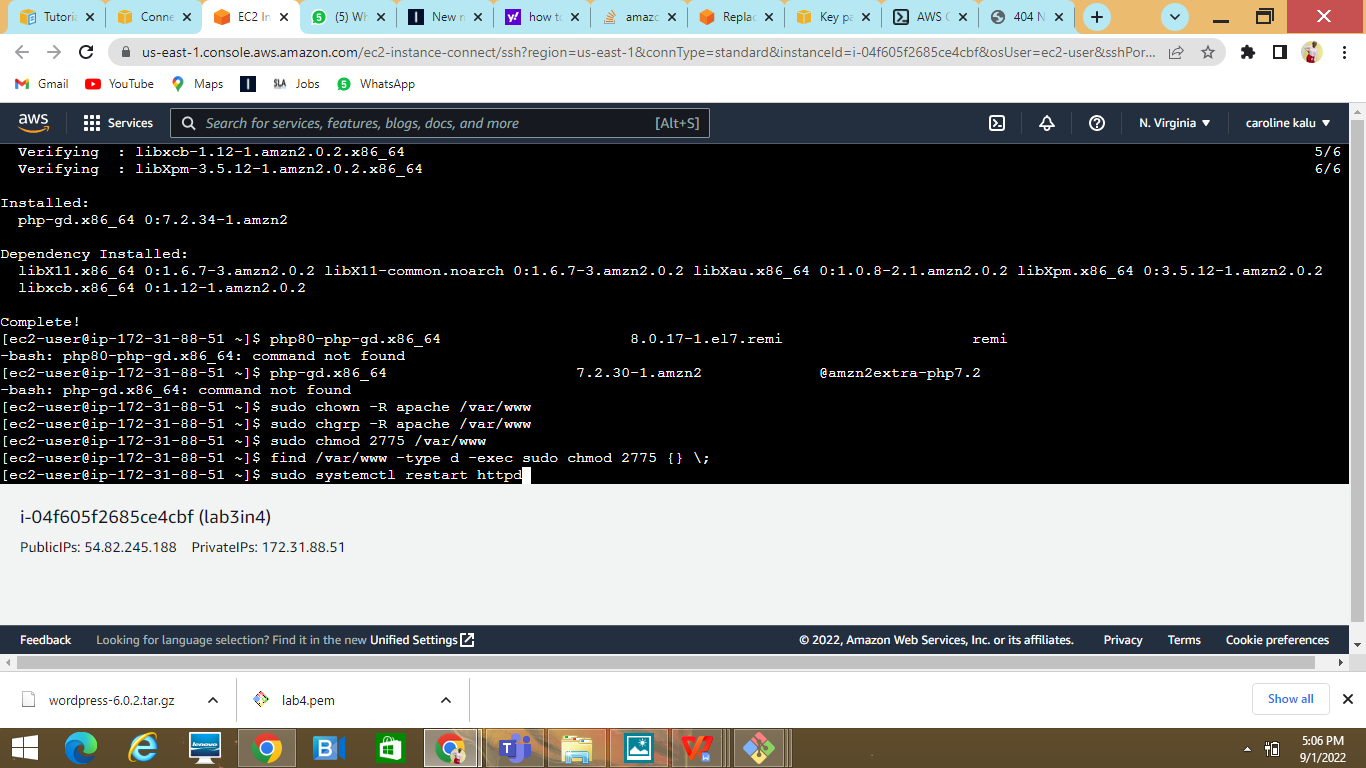 Tutoria
Conne
EC2 In
(5) Wh
New n
how to
amazo
Replac
Key pa
AWS C
404 N
us-east-1.console.aws.amazon.com/ec2-instance-connect/ssh?region=us-east-1&connType=standard&instanceId=i-04f605f2685ce4cbf&osUser=ec2-user&sshPor...
Gmail YouTube Maps Jobs WhatsApp
aws Services Search for services, features, blogs, docs, and more [Alt+S] N. Virginia caroline kalu
Verifying : libxcb-1.12-1.amzn2.0.2.x86_64 5/6
Verifying : libXpm-3.5.12-1.amzn2.0.2.x86_64 6/6
Installed:
php-gd.x86_64 0:7.2.34-1.amzn2
Dependency Installed:
libX11.x86_64 0:1.6.7-3.amzn2.0.2 libX11-common.noarch 0:1.6.7-3.amzn2.0.2 libXau.x86_64 0:1.0.8-2.1.amzn2.0.2 libXpm.x86_64 0:3.5.12-1.amzn2.0.2
libxcb.x86_64 0:1.12-1.amzn2.0.2
Complete!
[ec2-user@ip-172-31-88-51 ~]$ php80-php-gd.x86_64 8.0.17-1.el7.remi remi
-bash: php80-php-gd.x86_64: command not found
[ec2-user@ip-172-31-88-51 ~]$ php-gd.x86_64 7.2.30-1.amzn2 @amzn2extra-php7.2
-bash: php-gd.x86_64: command not found
[ec2-user@ip-172-31-88-51 ~]$ sudo chown -R apache /var/www
[ec2-user@ip-172-31-88-51 ~]$ sudo chgrp -R apache /var/www
[ec2-user@ip-172-31-88-51 ~]$ sudo chmod 2775 /var/www
[ec2-user@ip-172-31-88-51 ~]$ find /var/www -type d -exec sudo chmod 2775 {} \;
[ec2-user@ip-172-31-88-51 ~]$ sudo systemctl restart httpd
i-04f605f2685ce4cbf (lab3in4)
PublicIPs: 54.82.245.188 PrivateIPs: 172.31.88.51
Feedback Looking for language selection? Find it in the new Unified Settings © 2022, Amazon Web Services, Inc. or its affiliates. Privacy Terms Cookie preferences
wordpress-6.0.2.tar.gz lab4.pem Show all
5:06 PM
9/1/2022